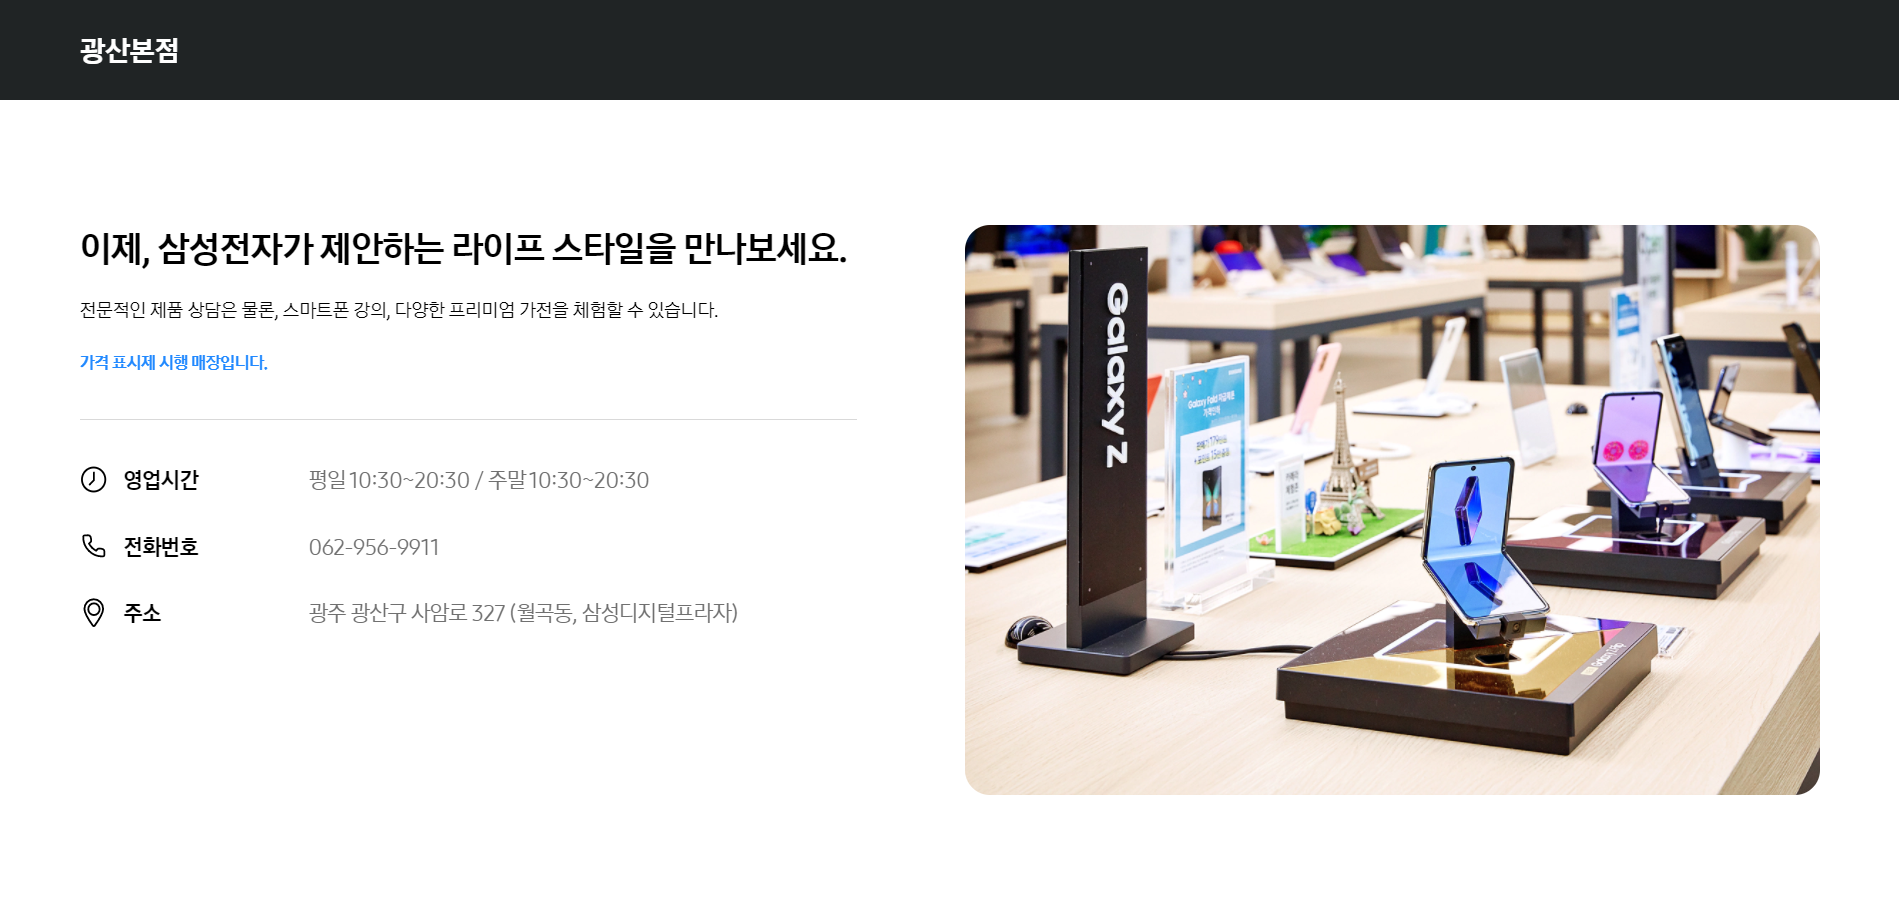 광산본점
이제, 삼성전자가 제안하는 라이프 스타일을 만나보세요.
전문적인 제품 상담은 물론, 스마트폰 강의, 다양한 프리미엄 가전을 체험할 수 있습니다.
가격 표시제 시행 매장입니다.
영업시간 평일 10:30~20:30 / 주말 10:30~20:30
전화번호 062-956-9911
주소 광주 광산구 사암로 327 (월곡동, 삼성디지털프라자)
Galaxy Z
Galaxy Fold
Galaxy Z Flip